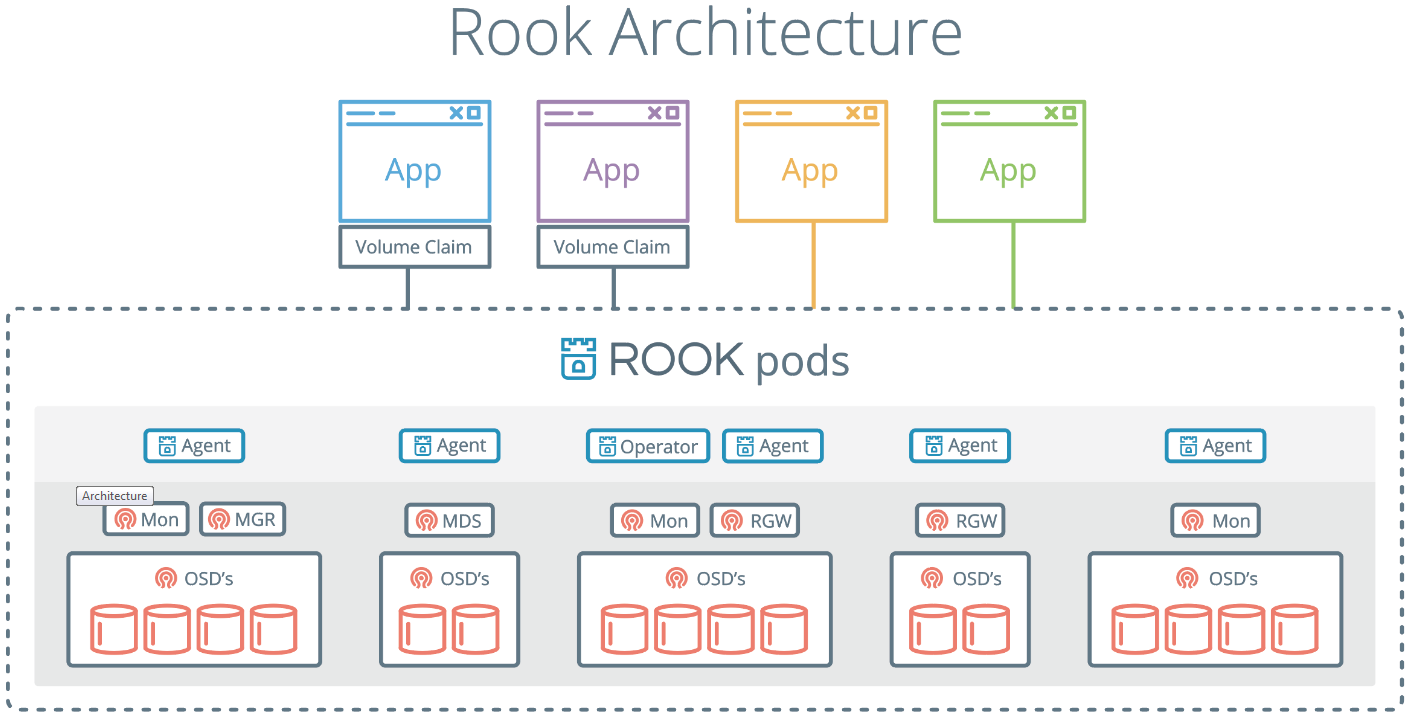 Rook Architecture
App
App
App
App
Volume Claim
Volume Claim
ROOK pods
Agent
Agent
Operator
Agent
Agent
Agent
Architecture
Mon
MGR
MDS
Mon
RGW
RGW
Mon
OSD's
OSD's
OSD's
OSD's
OSD's